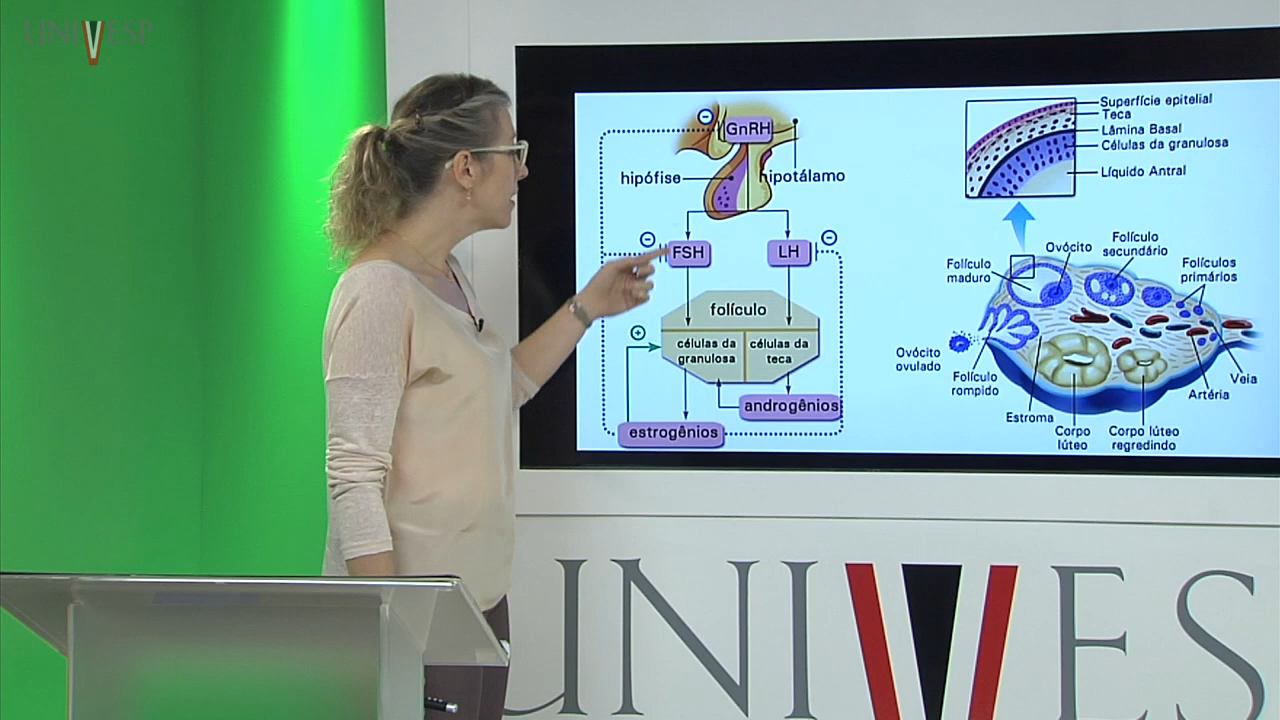 UNIVESP
GnRH
hipófise
hipotálamo
FSH
LH
folículo
células da
granulosa
células da
teca
androgênios
estrogênios
Superfície epitelial
Teca
Lâmina Basal
Células da granulosa
Líquido Antral
Folículo
maduro
Ovócito
Folículo
secundário
Folículos
primários
Ovócito
ovulado
Folículo
rompido
Estroma
Corpo
lúteo
Corpo lúteo
regredindo
Artéria
Veia
UNIVESP